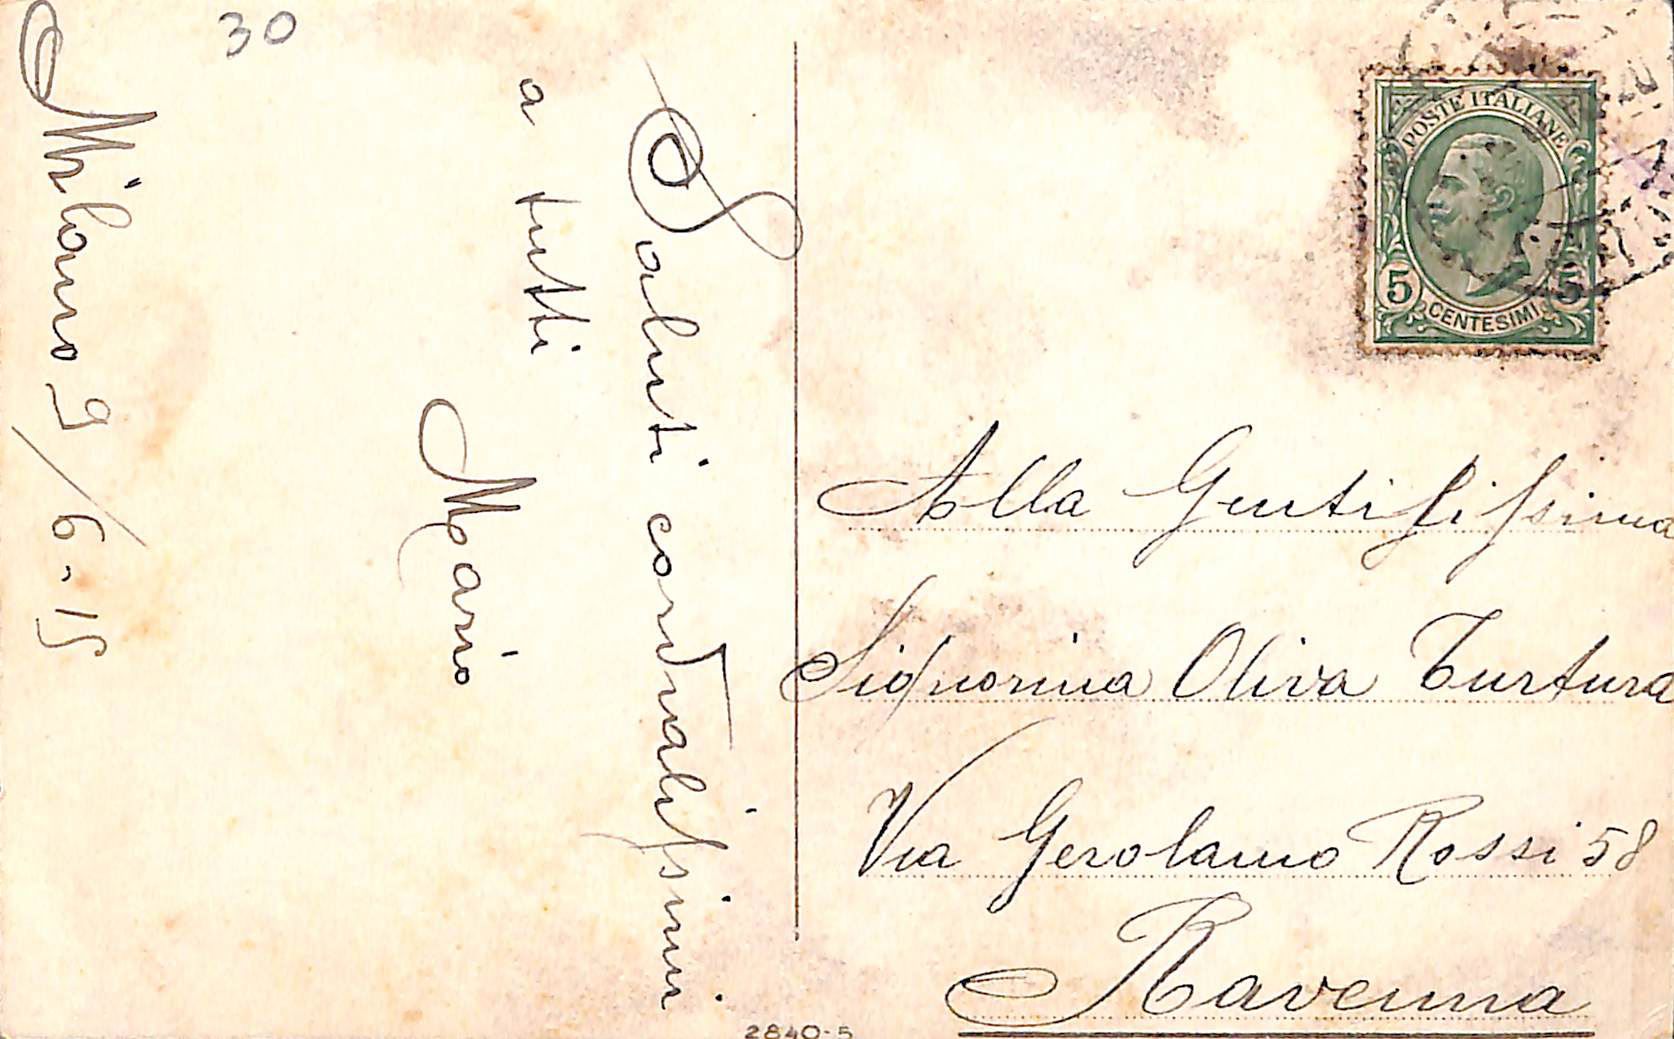 30
Milano 9/6-15
Saluti cordialissimi
a tutti
Mario
POSTE ITALIANE
5 5
CENTESIMI
Alla Gentilissima
Signorina Oliva Turtura
Via Gerolamo Rossi 58
Ravenna
2840-5